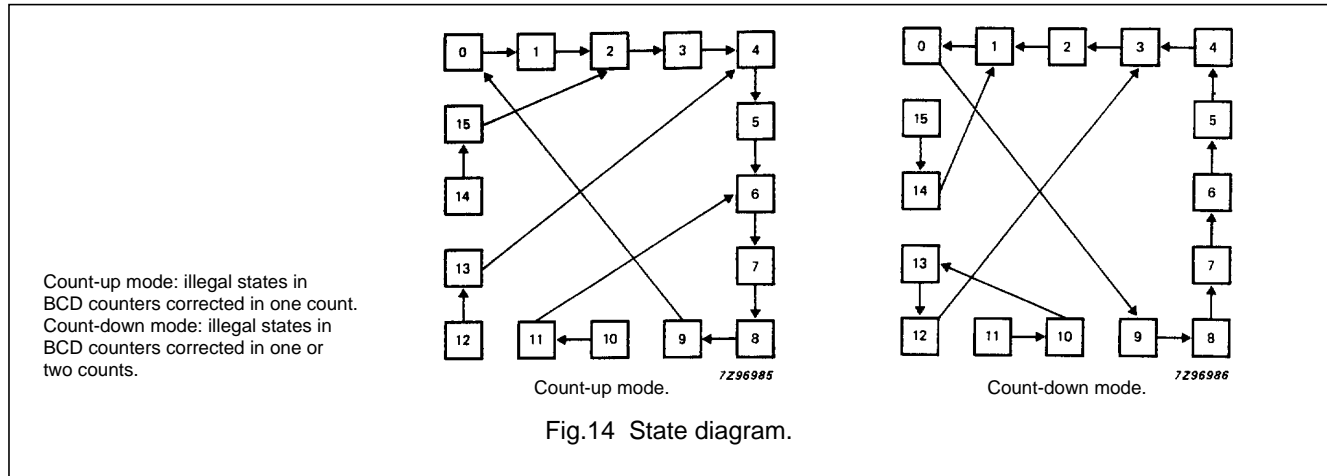 0 1 2 3 4
15 5
14 6
13 7
12 11 10 9 8
7Z96985
Count-up mode.
0 1 2 3 4
15 5
14 6
13 7
12 11 10 9 8
7Z96986
Count-down mode.
Count-up mode: illegal states in
BCD counters corrected in one count.
Count-down mode: illegal states in
BCD counters corrected in one or
two counts.
Fig.14 State diagram.